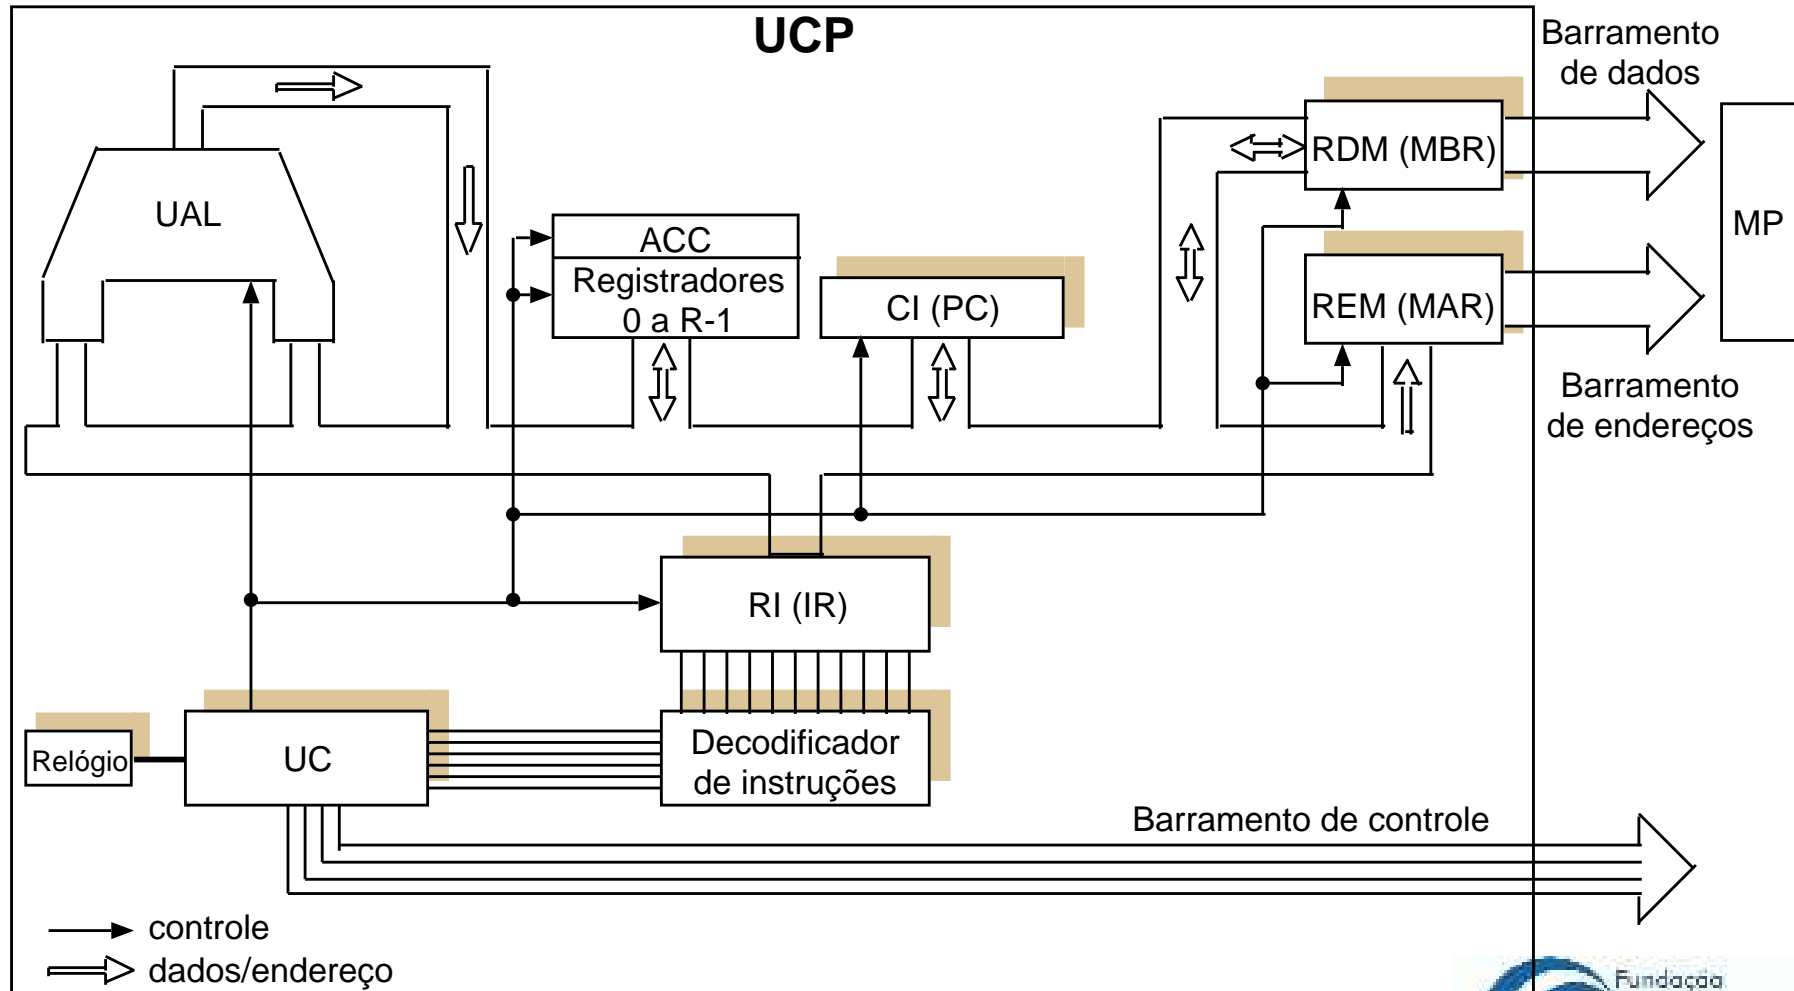 UCP
Barramento
de dados
RDM (MBR)
UAL
MP
ACC
Registradores
0 a R-1
CI (PC)
REM (MAR)
Barramento
de endereços
RI (IR)
Relógio
UC
Decodificador
de instruções
Barramento de controle
controle
dados/endereço
Fundação